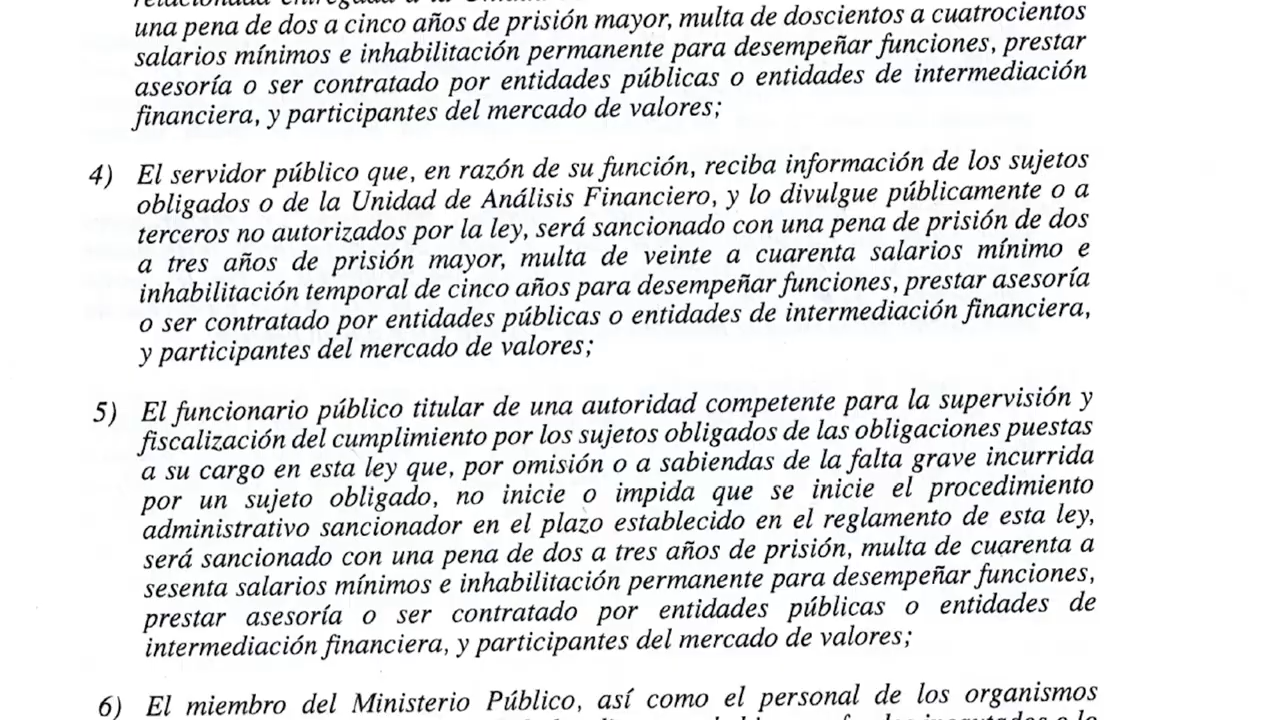 una pena de dos a cinco años de prisión mayor, multa de doscientos a cuatrocientos
salarios mínimos e inhabilitación permanente para desempeñar funciones, prestar
asesoría o ser contratado por entidades públicas o entidades de intermediación
financiera, y participantes del mercado de valores;
4) El servidor público que, en razón de su función, reciba información de los sujetos
obligados o de la Unidad de Análisis Financiero, y lo divulgue públicamente o a
terceros no autorizados por la ley, será sancionado con una pena de prisión de dos
a tres años de prisión mayor, multa de veinte a cuarenta salarios mínimo e
inhabilitación temporal de cinco años para desempeñar funciones, prestar asesoría
o ser contratado por entidades públicas o entidades de intermediación financiera,
y participantes del mercado de valores;
5) El funcionario público titular de una autoridad competente para la supervisión y
fiscalización del cumplimiento por los sujetos obligados de las obligaciones puestas
a su cargo en esta ley que, por omisión o a sabiendas de la falta grave incurrida
por un sujeto obligado, no inicie o impida que se inicie el procedimiento
administrativo sancionador en el plazo establecido en el reglamento de esta ley,
será sancionado con una pena de dos a tres años de prisión, multa de cuarenta a
sesenta salarios mínimos e inhabilitación permanente para desempeñar funciones,
prestar asesoría o ser contratado por entidades públicas o entidades de
intermediación financiera, y participantes del mercado de valores;
6) El miembro del Ministerio Público, así como el personal de los organismos